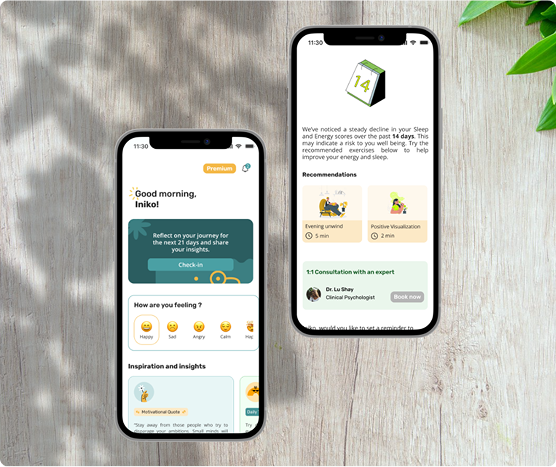 11:30
Premium
Good morning,
Iniko!
Reflect on your journey for
the next 21 days and share
your insights.
Check-in
How are you feeling ?
Happy
Sad
Angry
Calm
Inspiration and insights
Motivational Quote
Daily
"Stay away from those people who try to
disparage your ambitions. Small minds will
Try
11:30
14
We've noticed a steady decline in your Sleep
and Energy scores over the past 14 days. This
may indicate a risk to you well being. Try the
recommended exercises below to help
improve your energy and sleep.
Recommendations
Evening unwind
5 min
Positive Visualization
2 min
1:1 Consultation with an expert
Dr. Lu Shay
Clinical Psychologist
Book now
would you like to set a reminder to